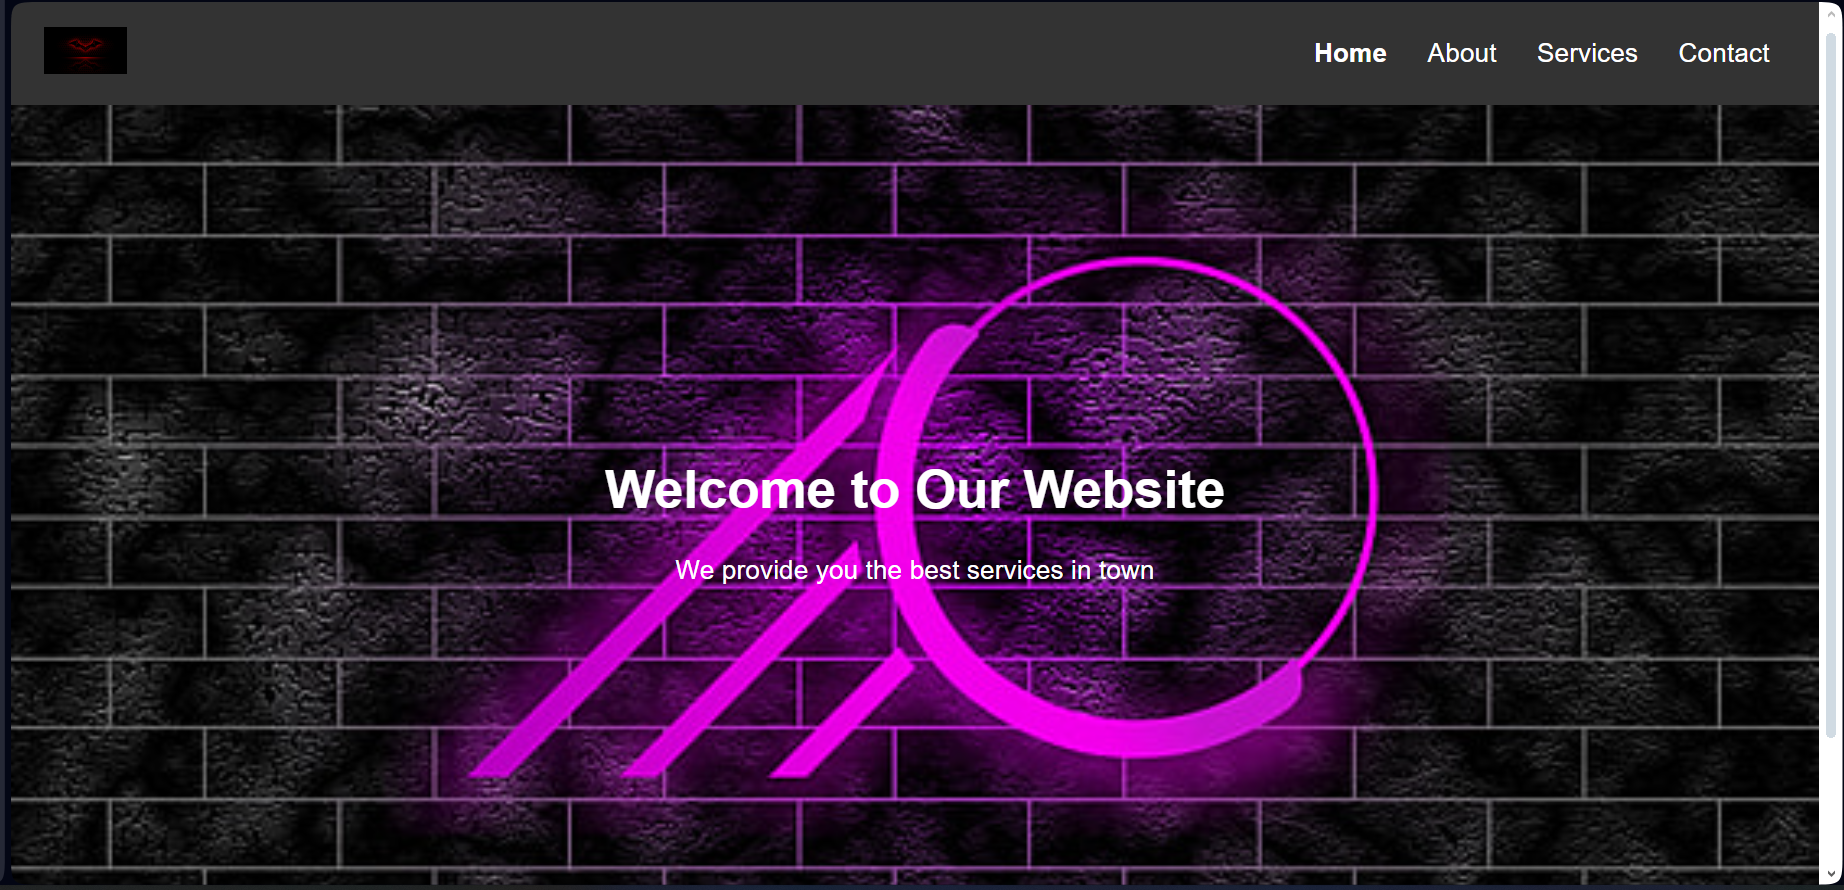 Home About Services Contact
Welcome to Our Website
We provide you the best services in town